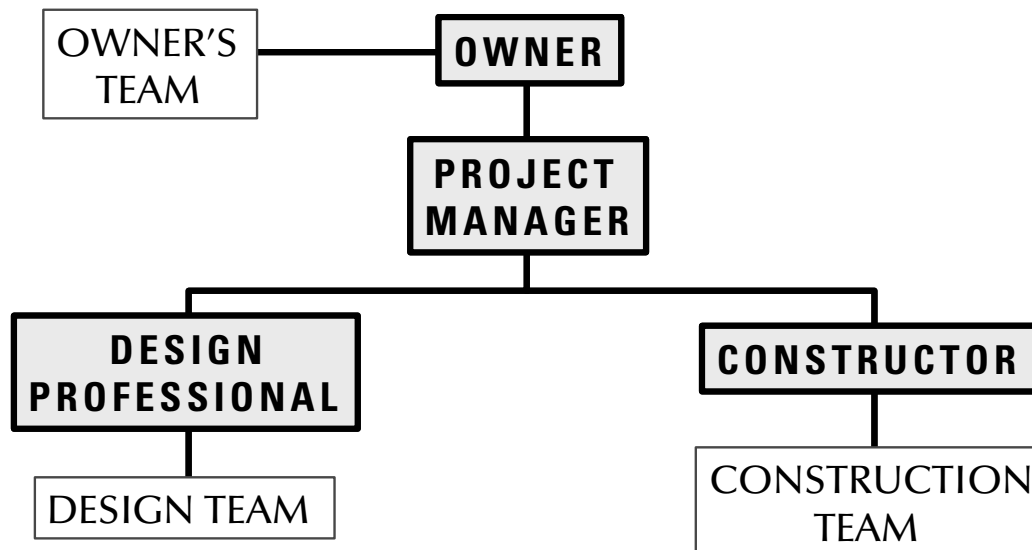 OWNER’S
TEAM
OWNER
PROJECT
MANAGER
DESIGN
PROFESSIONAL
CONSTRUCTOR
DESIGN TEAM
CONSTRUCTION
TEAM